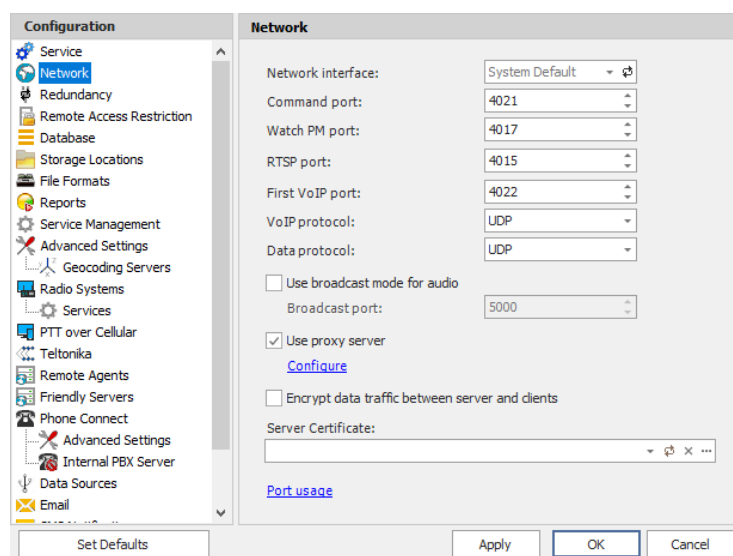 Configuration
Service
Network
Redundancy
Remote Access Restriction
Database
Storage Locations
File Formats
Reports
Service Management
Advanced Settings
Geocoding Servers
Radio Systems
Services
PTT over Cellular
Teltonika
Remote Agents
Friendly Servers
Phone Connect
Advanced Settings
Internal PBX Server
Data Sources
Email
Set Defaults
Network
Network interface: System Default
Command port: 4021
Watch PM port: 4017
RTSP port: 4015
First VoIP port: 4022
VoIP protocol: UDP
Data protocol: UDP
Use broadcast mode for audio
Broadcast port: 5000
Use proxy server
Configure
Encrypt data traffic between server and clients
Server Certificate:
Port usage
Apply OK Cancel